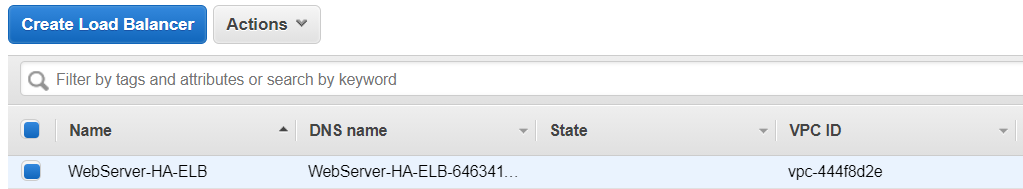 Create Load Balancer Actions
Filter by tags and attributes or search by keyword
Name DNS name State VPC ID
WebServer-HA-ELB WebServer-HA-ELB-646341... vpc-444f8d2e